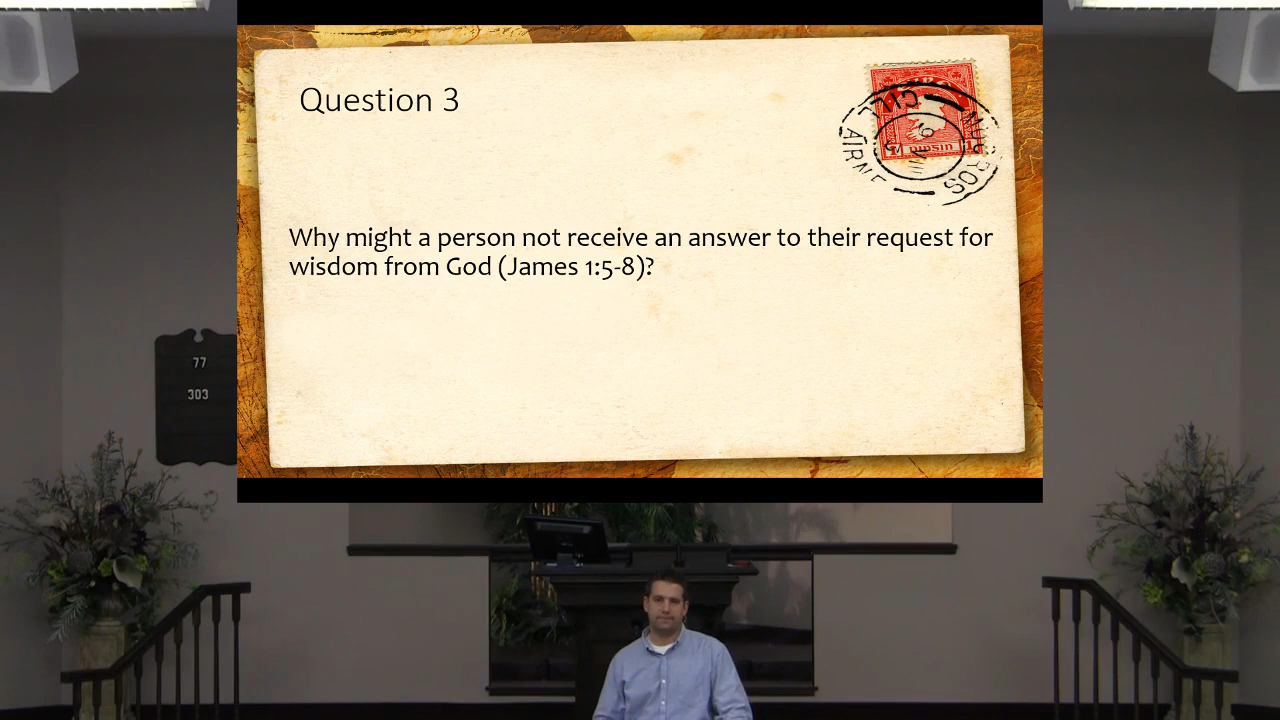 Question 3
Why might a person not receive an answer to their request for
wisdom from God (James 1:5-8)?
77
303